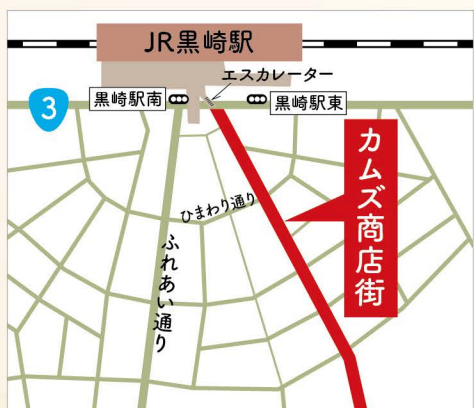 JR黒崎駅
エスカレーター
黒崎駅南
黒崎駅東
3
カムズ商店街
ひまわり通り
ふれあい通り